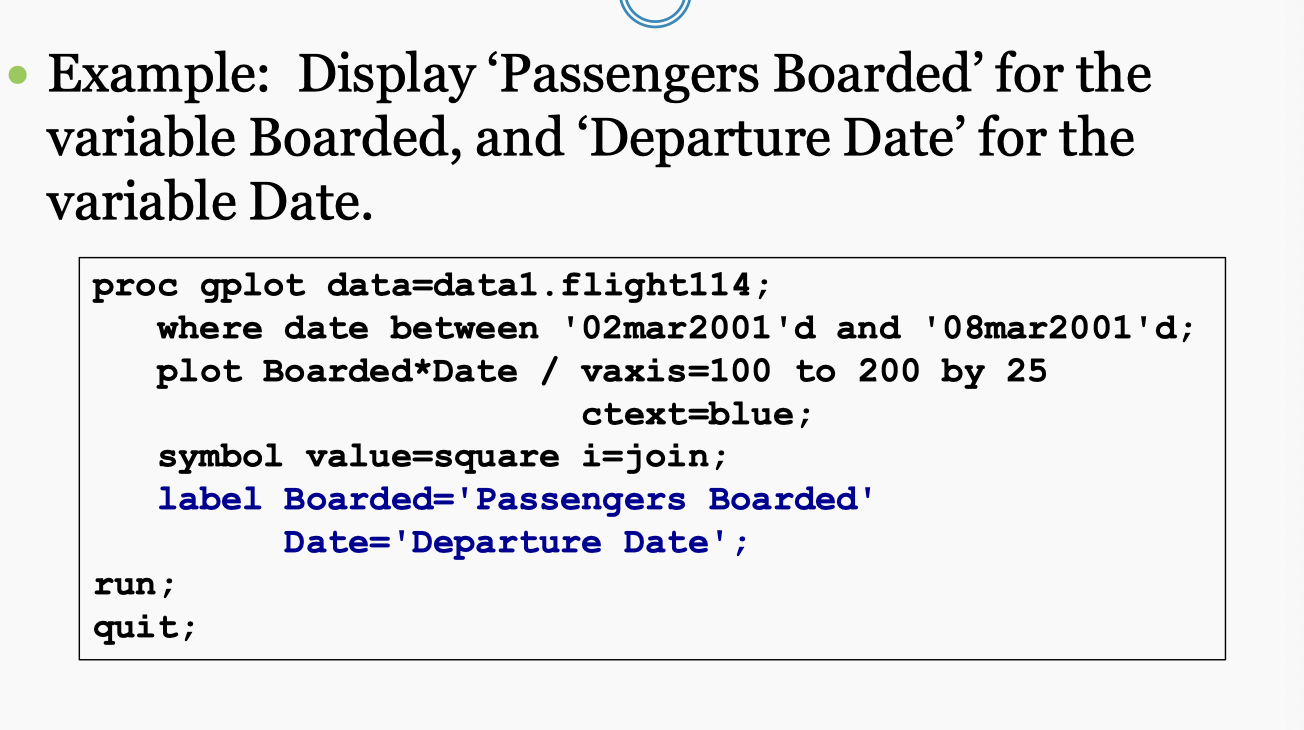 Example:  Display ‘Passengers Boarded’ for the
variable Boarded, and ‘Departure Date’ for the
variable Date.
proc gplot data=data1.flight114;
   where date between '02mar2001'd and '08mar2001'd;
   plot Boarded*Date / vaxis=100 to 200 by 25
                       ctext=blue;
   symbol value=square i=join;
   label Boarded='Passengers Boarded'
         Date='Departure Date';
run;
quit;